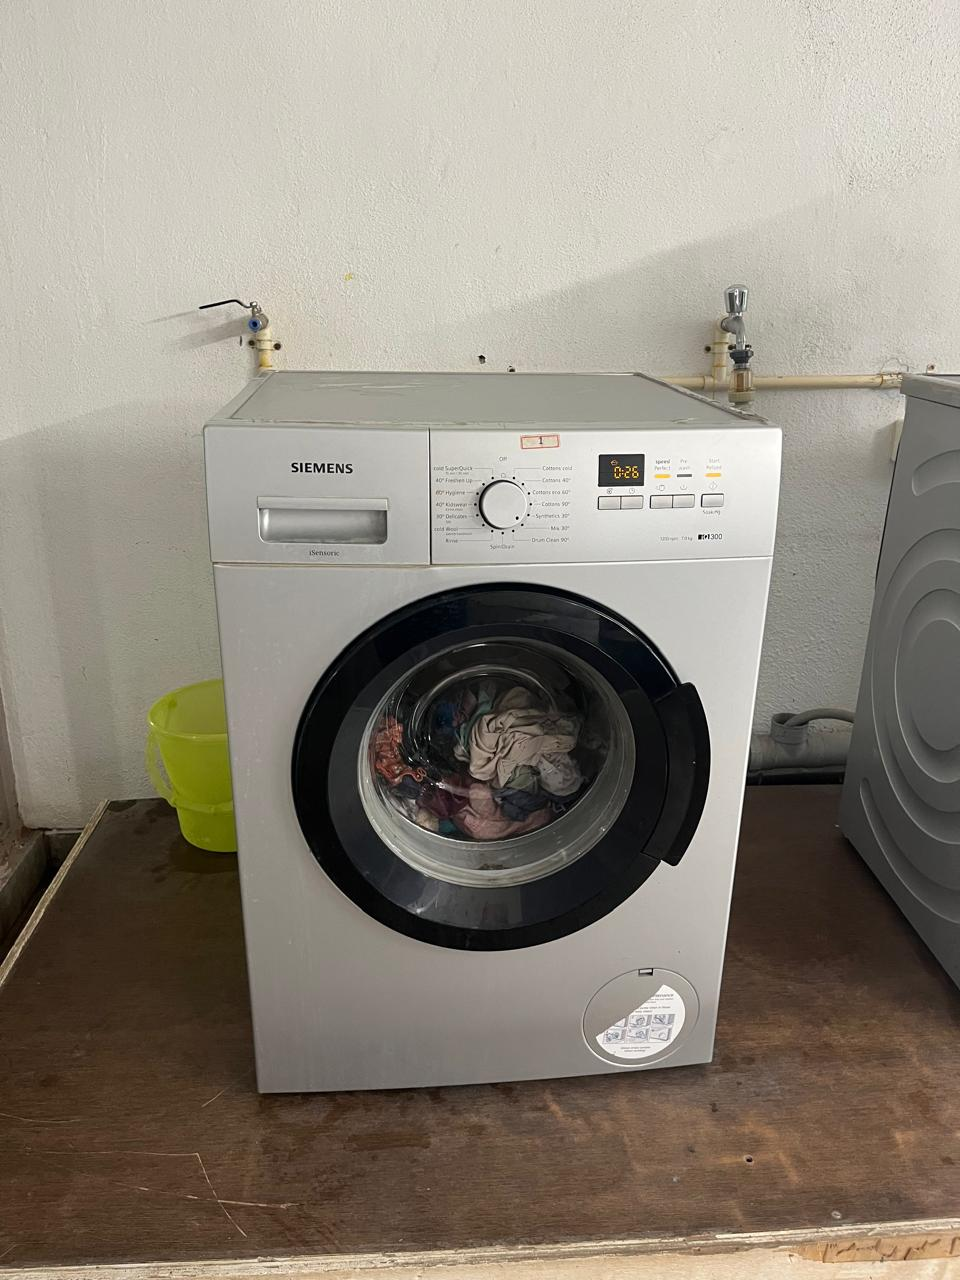 1
SIEMENS
iSensoric
Off
cold SuperQuick
40° Freshen Up
60° Hygiene
40° Kidswear
30° Delicates
cold Wool
Rinse
Spin/Drain
Cottons cold
Cottons 40°
Cottons eco 60°
Cottons 90°
Synthetics 30°
Mix 30°
Drum Clean 90°
0:26
speed
Perfect
Pre
wash
Start
Reload
Soaking
1200 rpm 7.0 kg iQ300